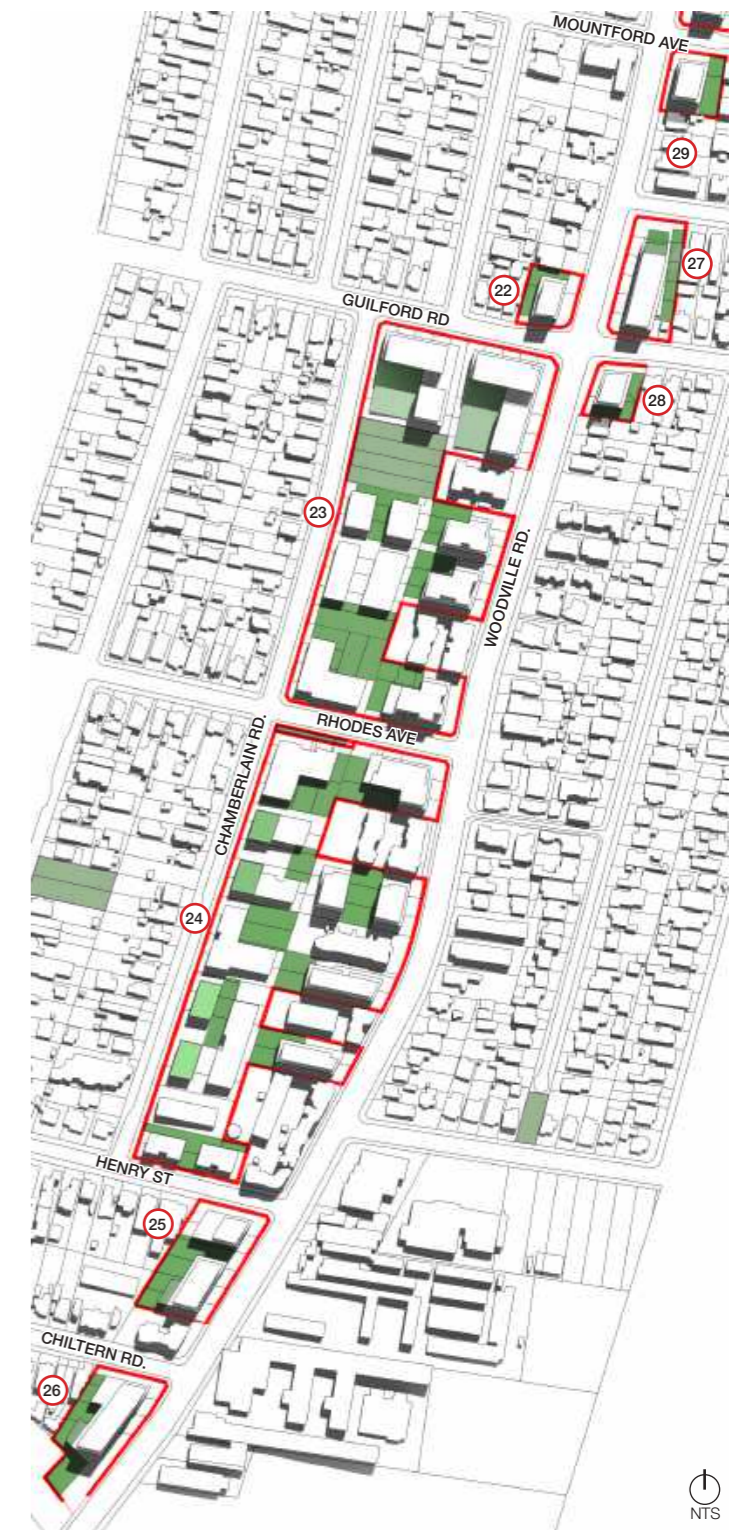 MOUNTFORD AVE
29
27
22
GUILFORD RD
28
23
WOODVILLE RD.
RHODES AVE
CHAMBERLAIN RD.
24
HENRY ST
25
CHILTERN RD.
26
NTS